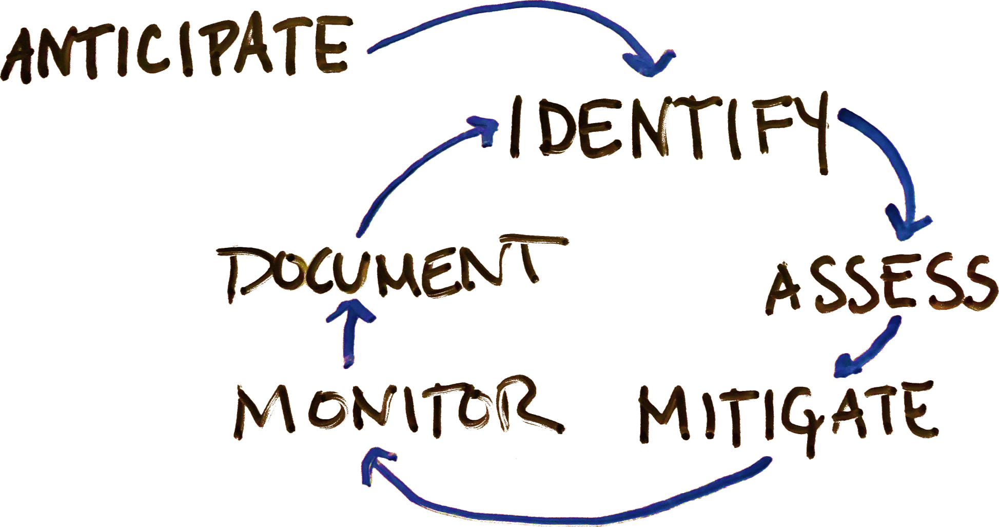 ANTICIPATE
IDENTIFY
ASSESS
MITIGATE
MONITOR
DOCUMENT